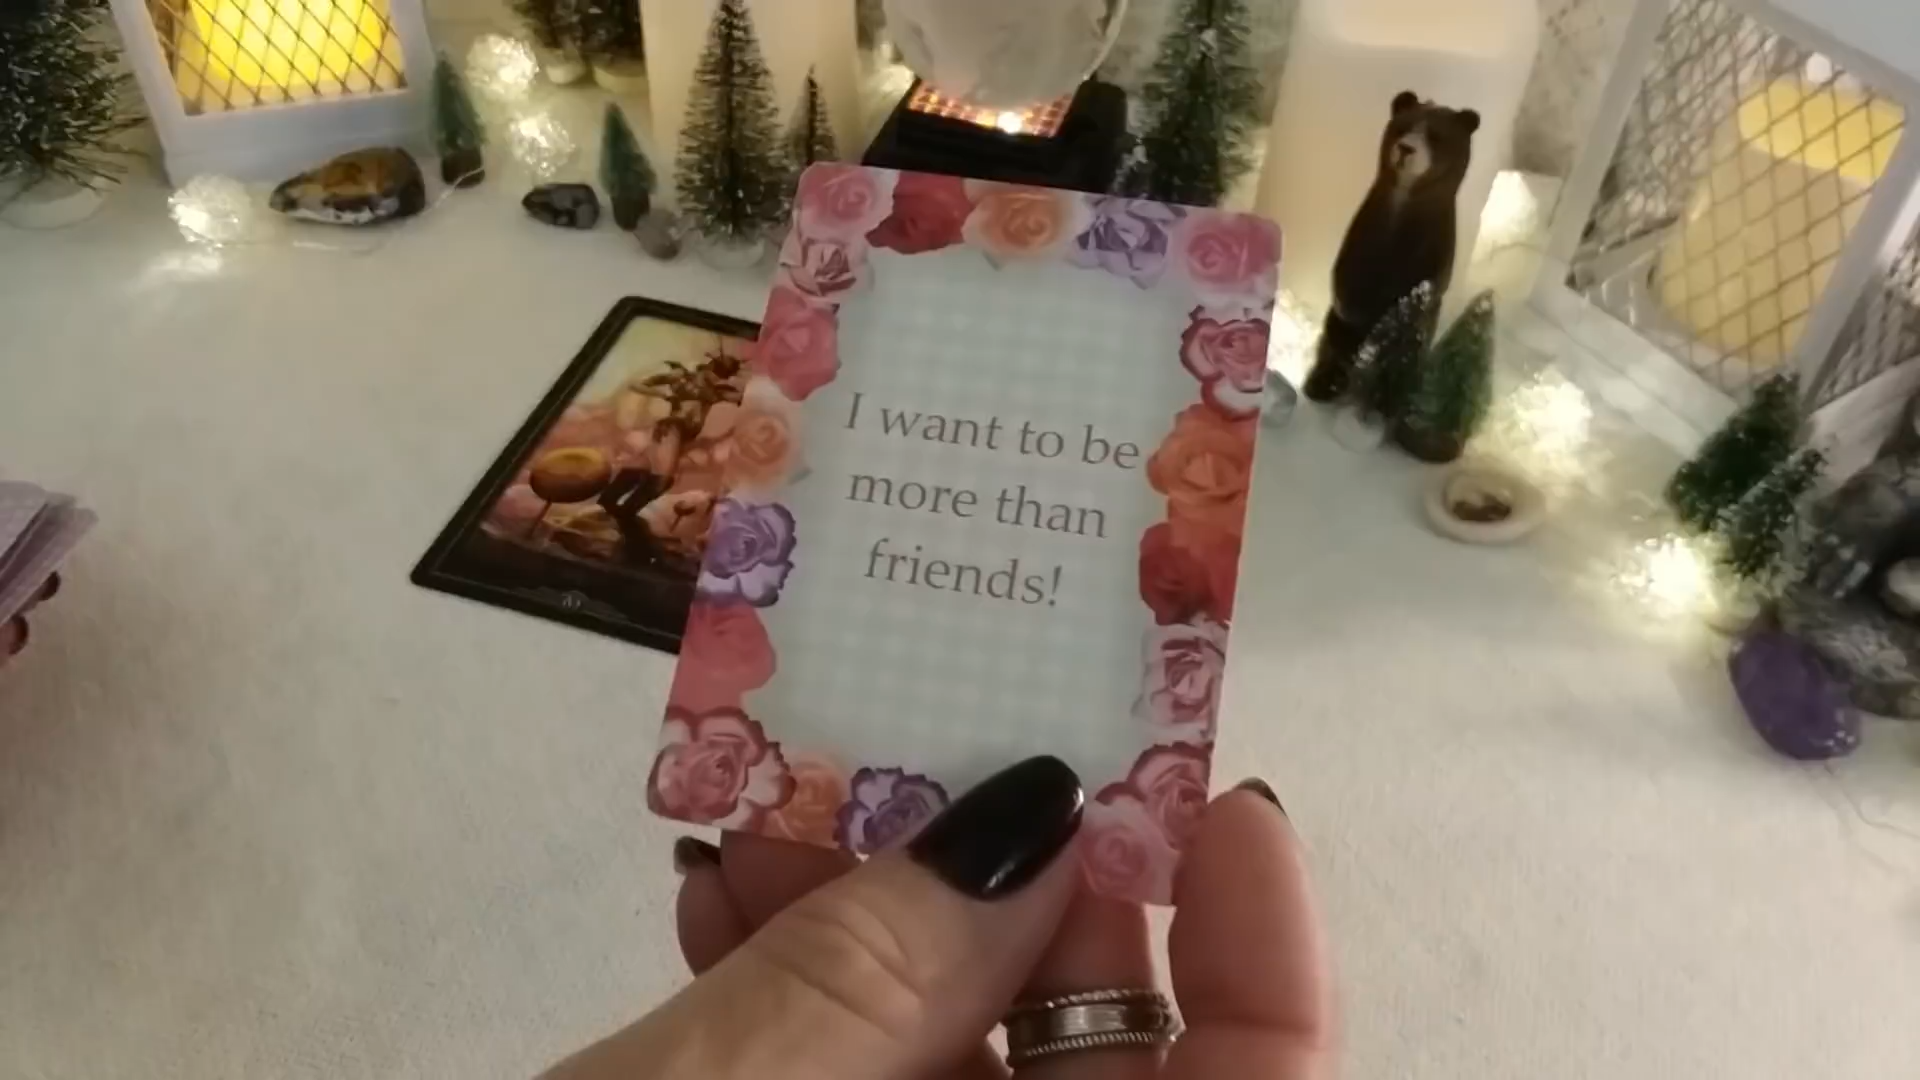 I want to be
more than
friends!